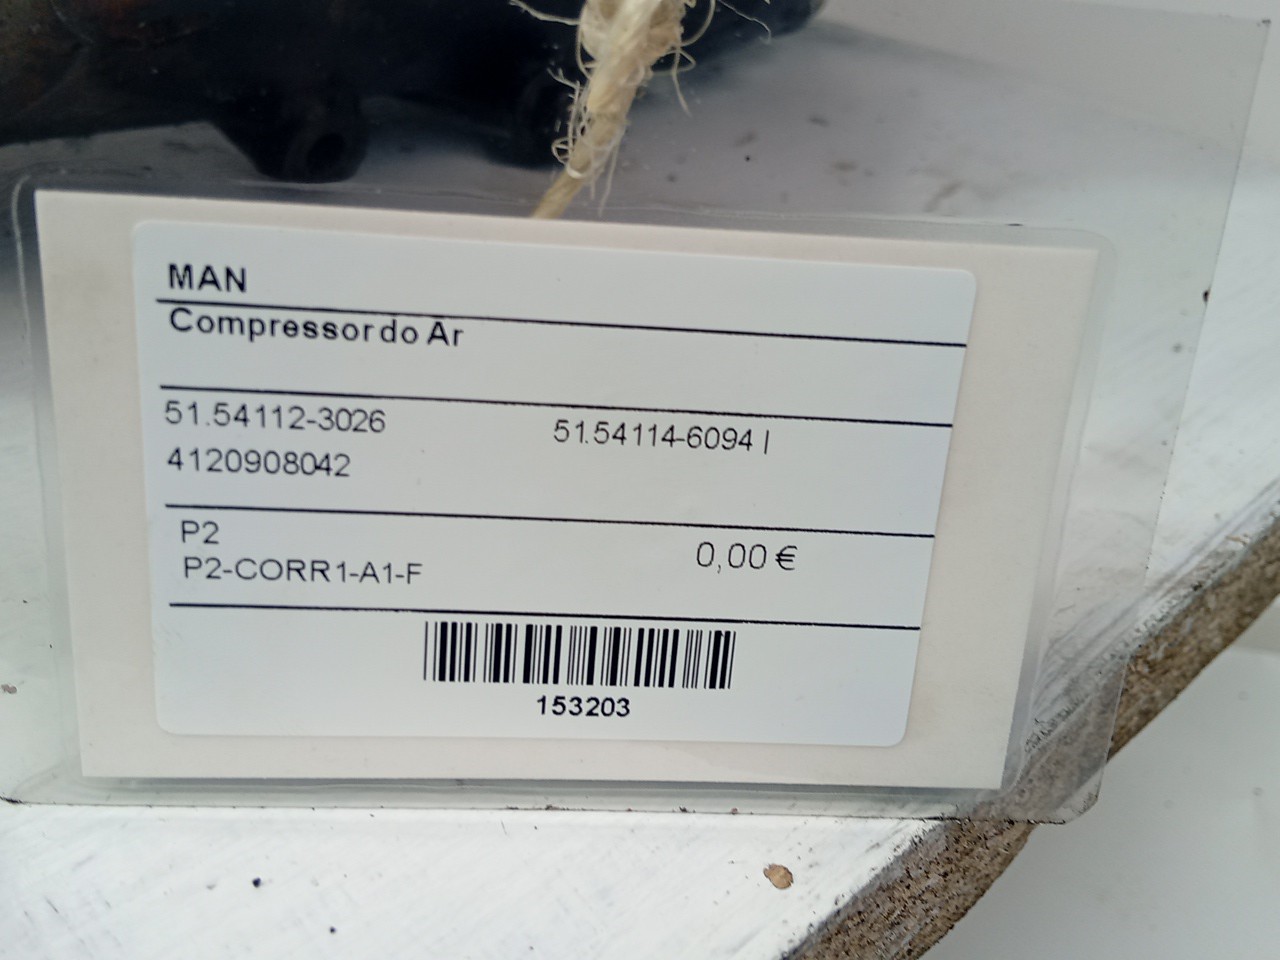 MAN
Compressor do Ar
51.54112-3026 51.54114-6094 |
4120908042
P2
0,00 €
P2-CORR1-A1-F
153203